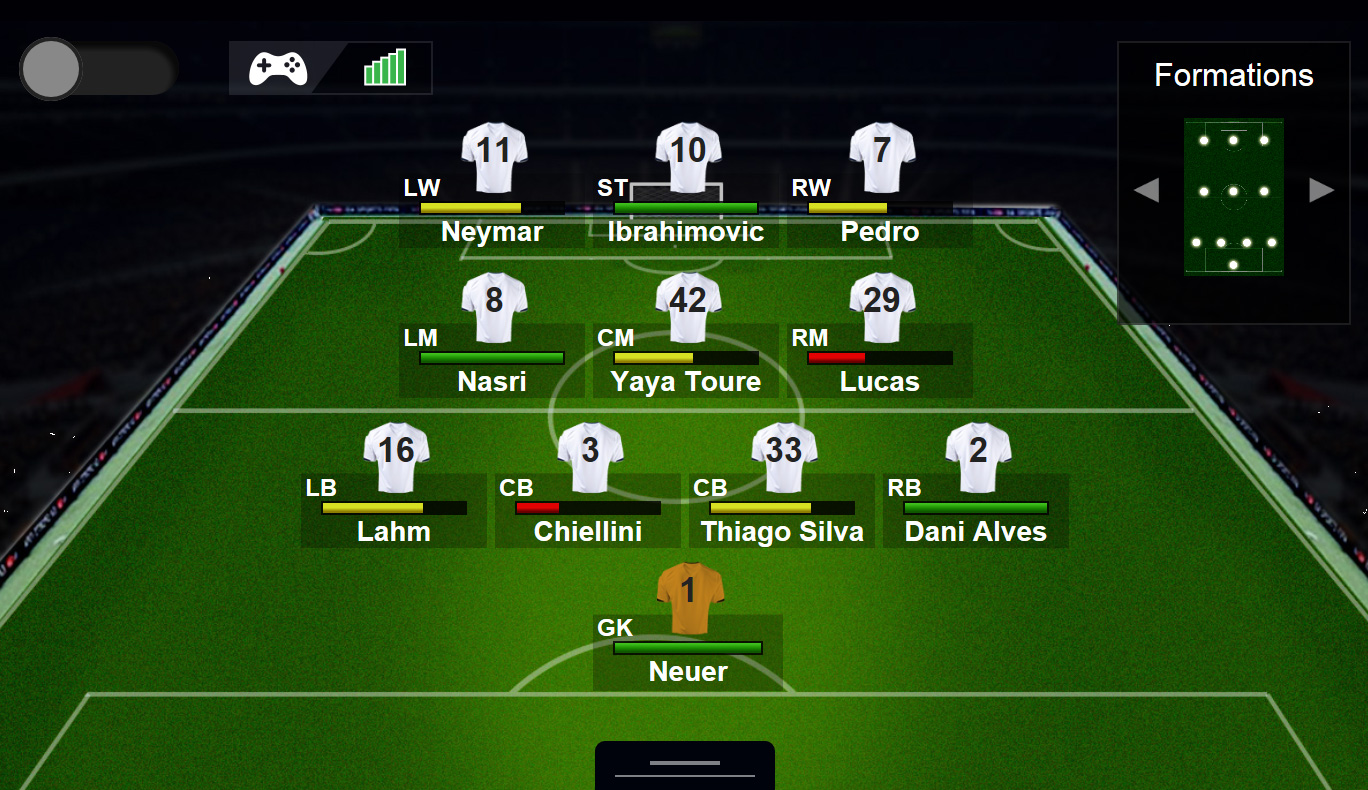 Formations
11 10 7
LW ST RW
Neymar Ibrahimovic Pedro
8 42 29
LM CM RM
Nasri Yaya Toure Lucas
16 3 33 2
LB CB CB RB
Lahm Chiellini Thiago Silva Dani Alves
1
GK
Neuer